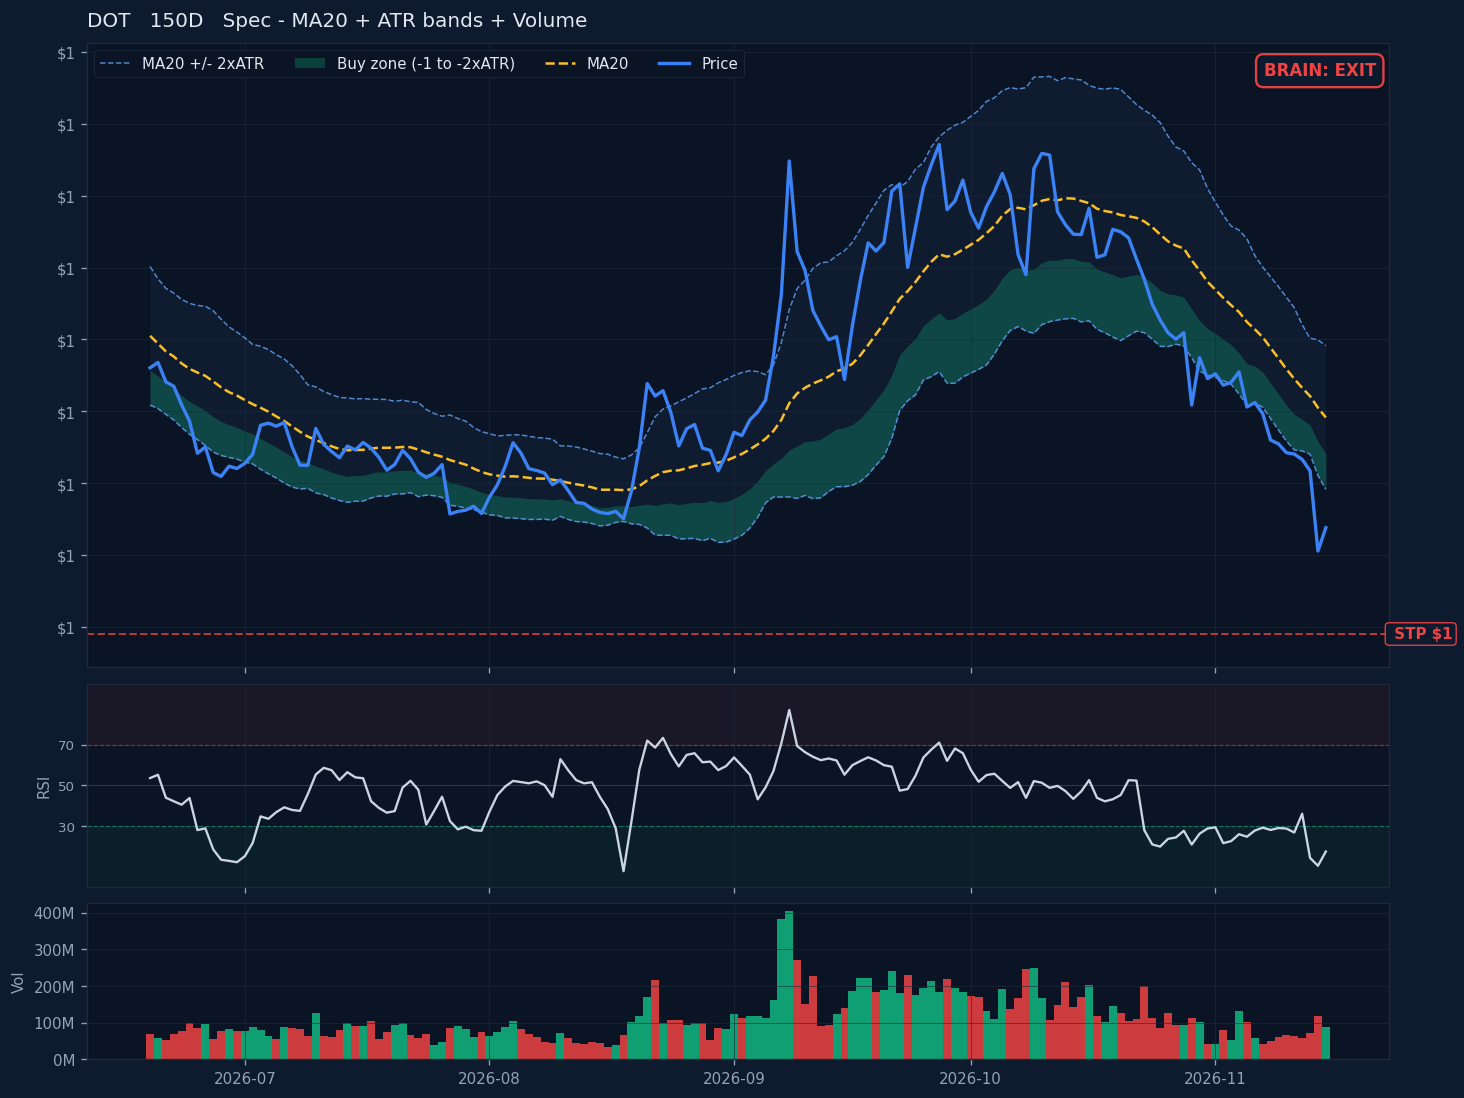 DOT   150D   Spec - MA20 + ATR bands + Volume
MA20 +/- 2xATR
Buy zone (-1 to -2xATR)
MA20
Price
BRAIN: EXIT
$1
$1
$1
$1
$1
$1
$1
$1
$1
STP $1
RSI
70
50
30
Vol
400M
300M
200M
100M
0M
2026-07
2026-08
2026-09
2026-10
2026-11